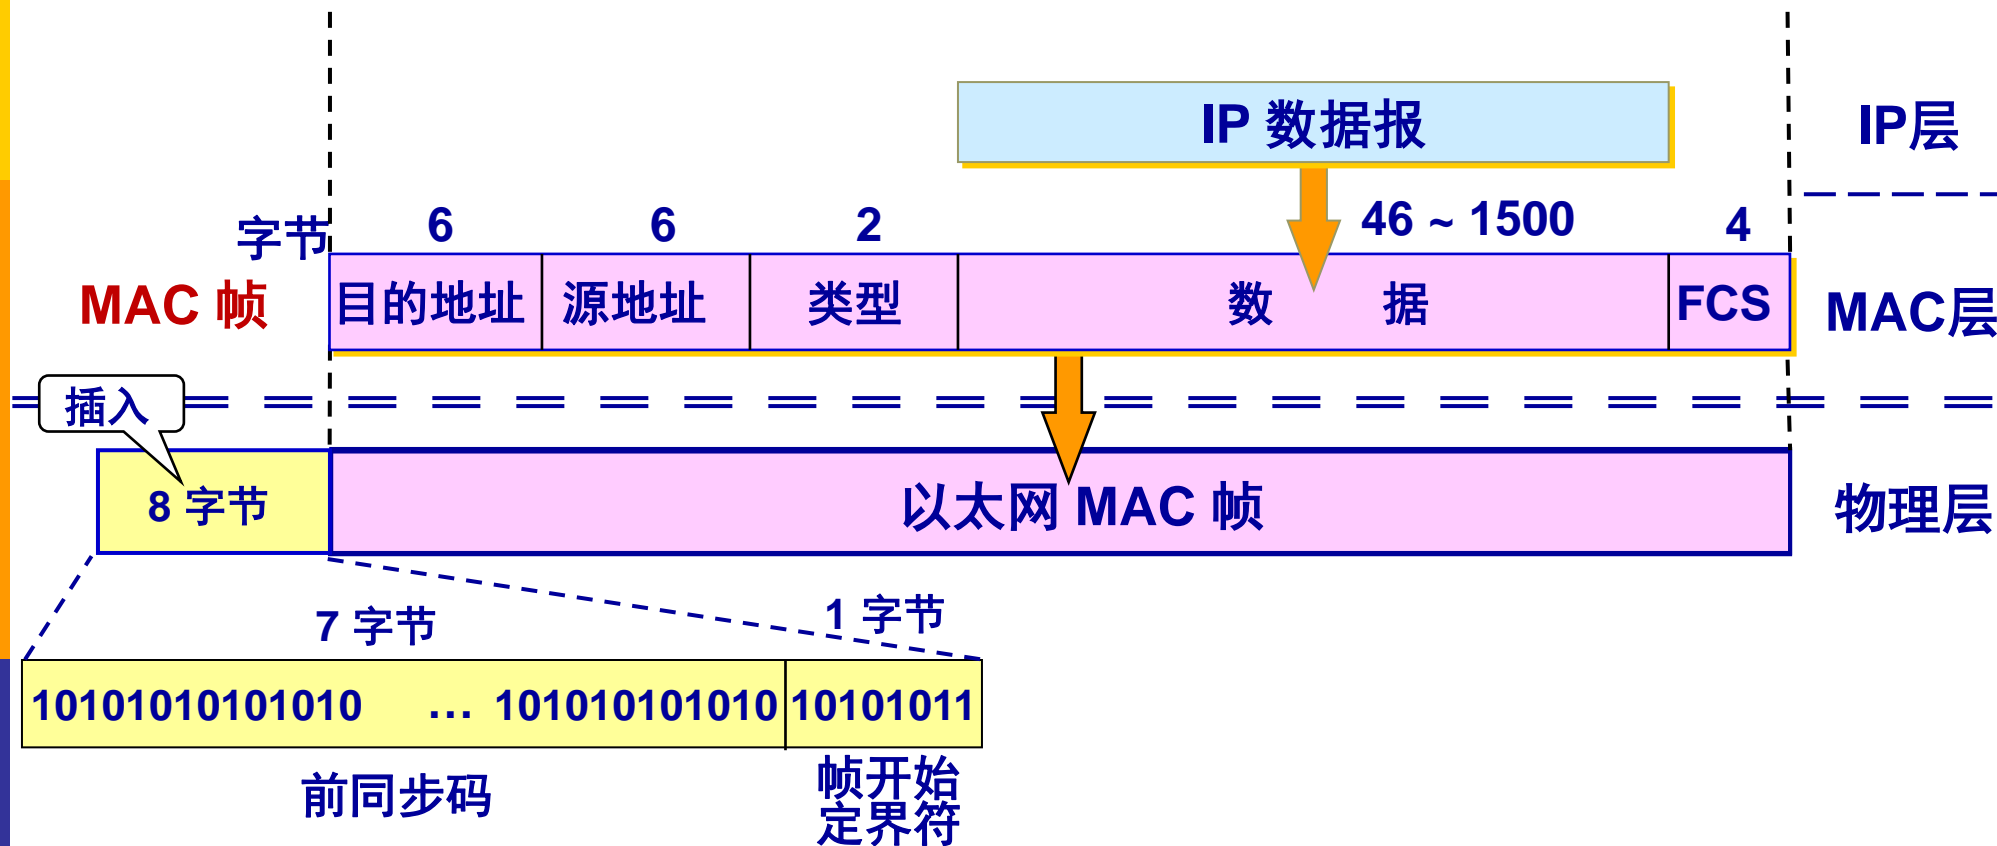 IP 数据报
IP层
字节 6 6 2 46 ~ 1500 4
MAC 帧 目的地址 源地址 类型 数 据 FCS MAC层
插入
8 字节 以太网 MAC 帧 物理层
7 字节 1 字节
10101010101010 … 101010101010 10101011
前同步码
帧开始
定界符